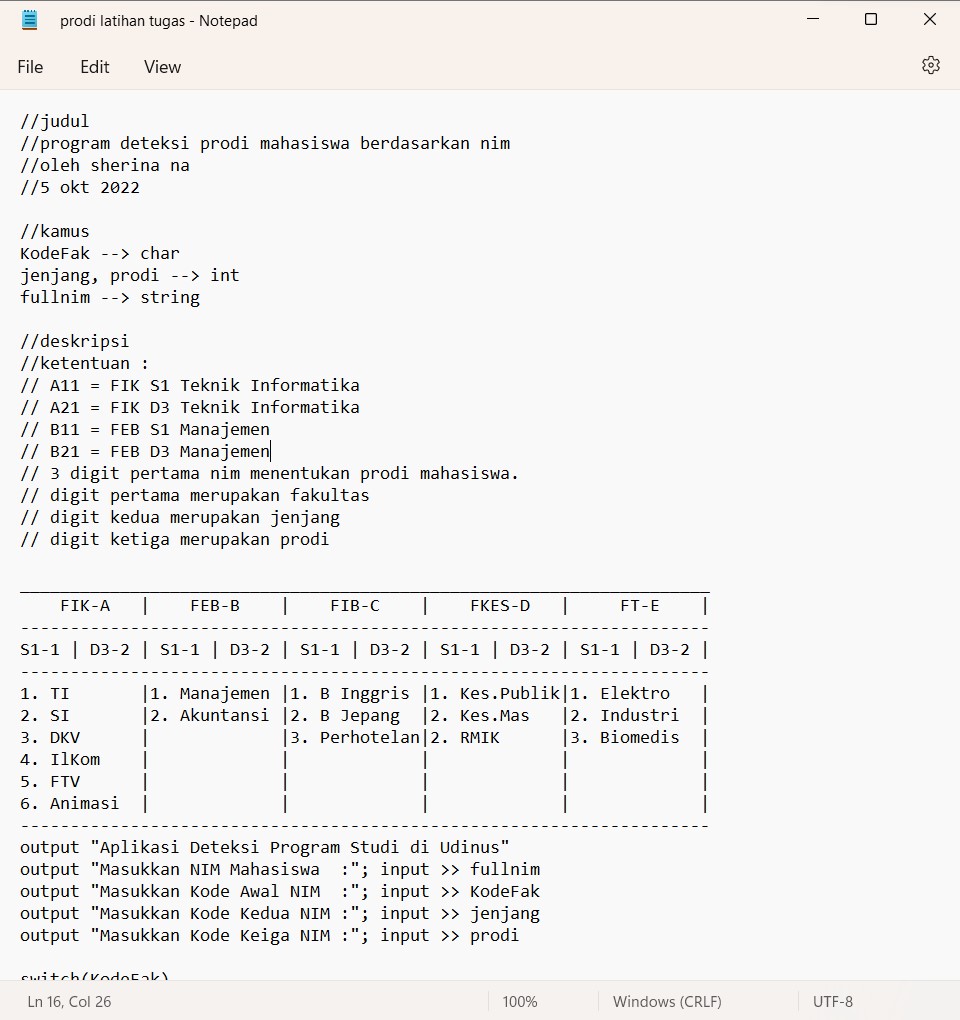 prodi latihan tugas - Notepad
File Edit View
//judul
//program deteksi prodi mahasiswa berdasarkan nim
//oleh sherina na
//5 okt 2022
//kamus
KodeFak --> char
jenjang, prodi --> int
fullnim --> string
//deskripsi
//ketentuan :
// A11 = FIK S1 Teknik Informatika
// A21 = FIK D3 Teknik Informatika
// B11 = FEB S1 Manajemen
// B21 = FEB D3 Manajemen
// 3 digit pertama nim menentukan prodi mahasiswa.
// digit pertama merupakan fakultas
// digit kedua merupakan jenjang
// digit ketiga merupakan prodi
_____________________________________________________________________
    FIK-A   |    FEB-B    |    FIB-C    |    FKES-D   |     FT-E    |
---------------------------------------------------------------------
S1-1 | D3-2 | S1-1 | D3-2 | S1-1 | D3-2 | S1-1 | D3-2 | S1-1 | D3-2 |
---------------------------------------------------------------------
1. TI       |1. Manajemen |1. B Inggris |1. Kes.Publik|1. Elektro   |
2. SI       |2. Akuntansi |2. B Jepang  |2. Kes.Mas   |2. Industri  |
3. DKV      |             |3. Perhotelan|2. RMIK      |3. Biomedis  |
4. IlKom    |             |             |             |             |
5. FTV      |             |             |             |             |
6. Animasi  |             |             |             |             |
---------------------------------------------------------------------
output "Aplikasi Deteksi Program Studi di Udinus"
output "Masukkan NIM Mahasiswa  :"; input >> fullnim
output "Masukkan Kode Awal NIM  :"; input >> KodeFak
output "Masukkan Kode Kedua NIM :"; input >> jenjang
output "Masukkan Kode Keiga NIM :"; input >> prodi
switch(KodeFak)
Ln 16, Col 26 100% Windows (CRLF) UTF-8